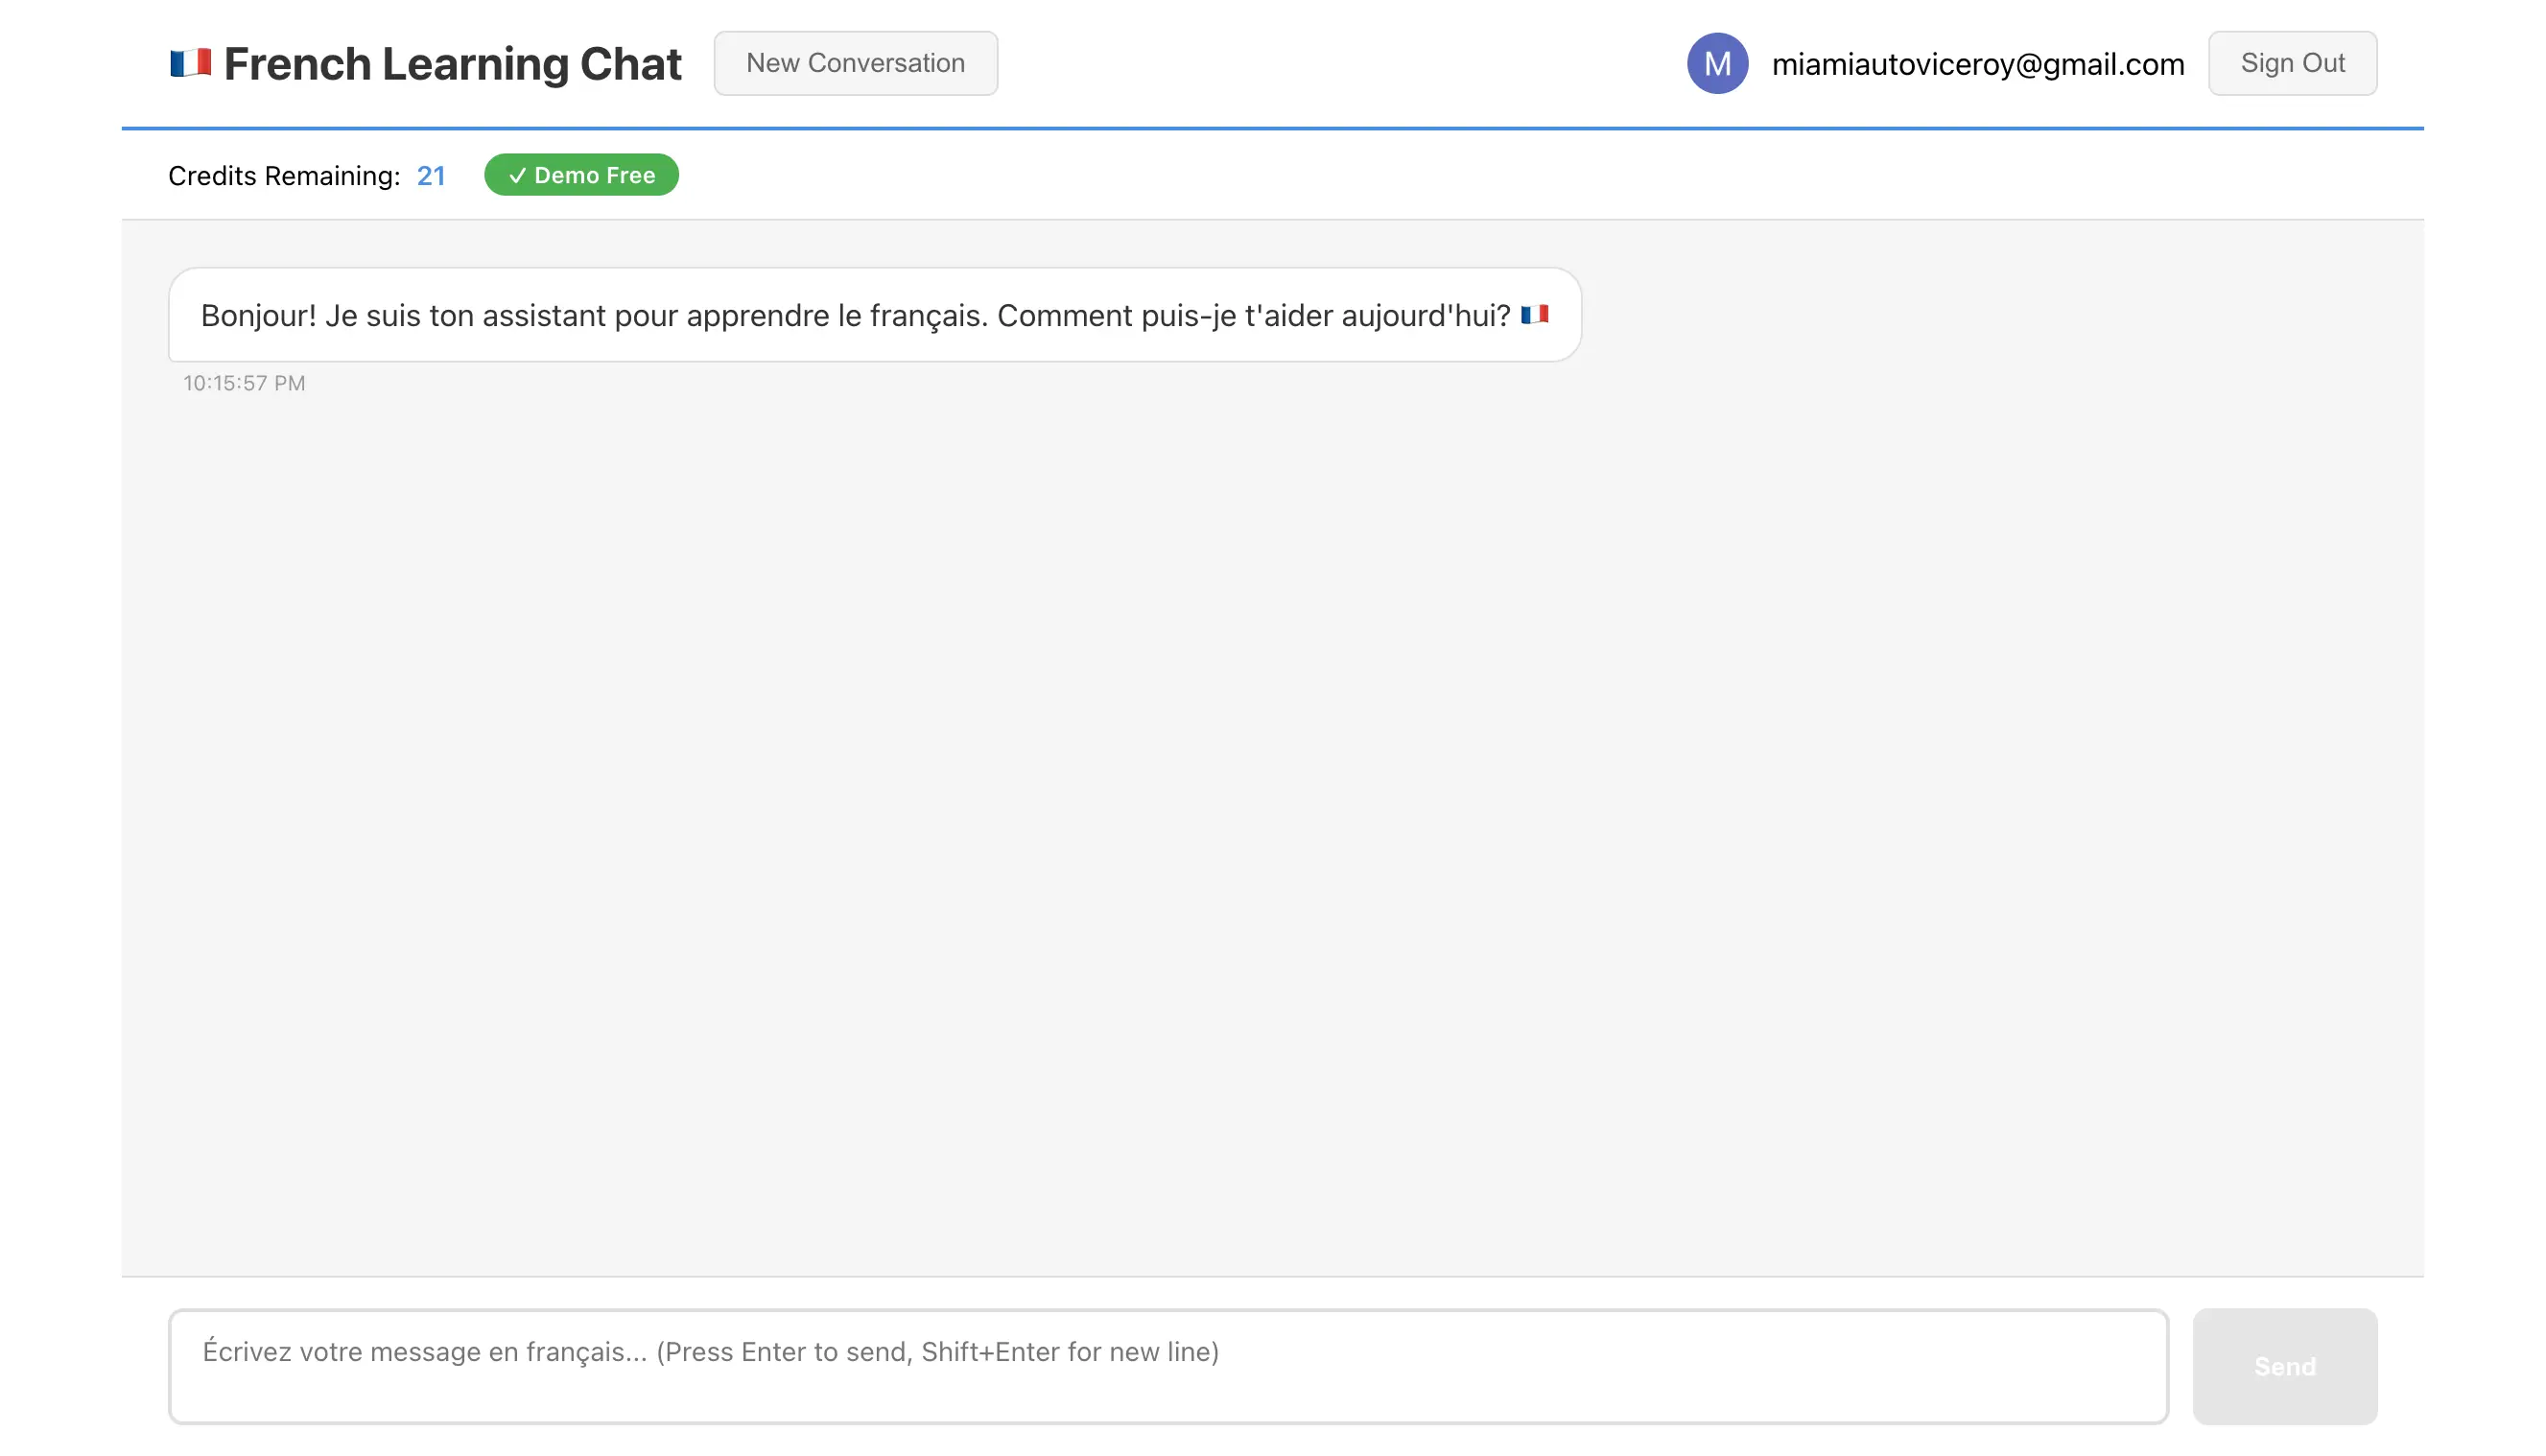 🇫🇷 French Learning Chat
New Conversation
M
miamiautoviceroy@gmail.com
Sign Out
Credits Remaining: 21
✓ Demo Free
Bonjour! Je suis ton assistant pour apprendre le français. Comment puis-je t'aider aujourd'hui? 🇫🇷
10:15:57 PM
Écrivez votre message en français... (Press Enter to send, Shift+Enter for new line)
Send